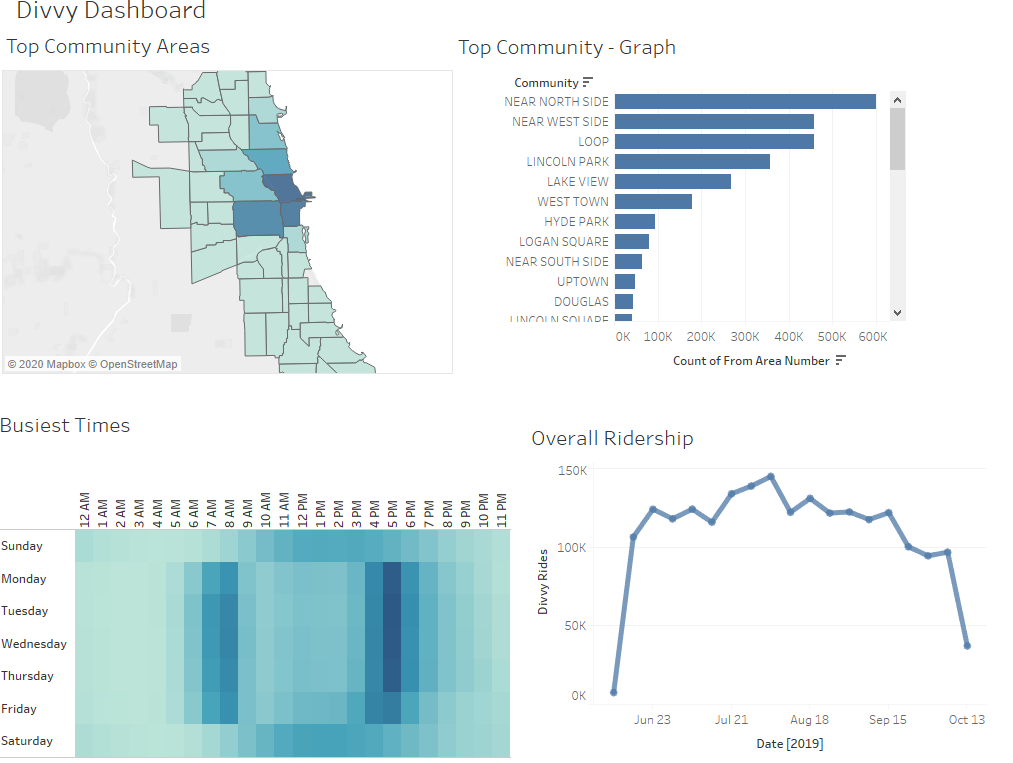 Divvy Dashboard
Top Community Areas
© 2020 Mapbox © OpenStreetMap
Top Community - Graph
Community
NEAR NORTH SIDE
NEAR WEST SIDE
LOOP
LINCOLN PARK
LAKE VIEW
WEST TOWN
HYDE PARK
LOGAN SQUARE
NEAR SOUTH SIDE
UPTOWN
DOUGLAS
LINCOLN SQUARE
0K 100K 200K 300K 400K 500K 600K
Count of From Area Number
Busiest Times
12 AM 1 AM 2 AM 3 AM 4 AM 5 AM 6 AM 7 AM 8 AM 9 AM 10 AM 11 AM 12 PM 1 PM 2 PM 3 PM 4 PM 5 PM 6 PM 7 PM 8 PM 9 PM 10 PM 11 PM
Sunday
Monday
Tuesday
Wednesday
Thursday
Friday
Saturday
Overall Ridership
150K
100K
50K
0K
Divvy Rides
Jun 23 Jul 21 Aug 18 Sep 15 Oct 13
Date [2019]